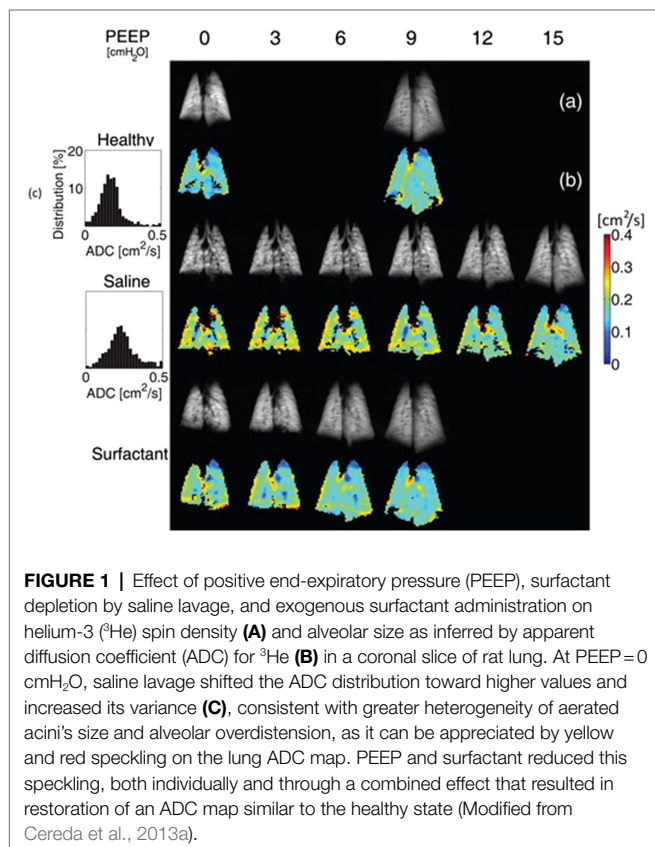 PEEP 0 3 6 9 12 15
[cmH2O]
(a)
Healthy
20
(b)
(c)
Distribution [%]
10
0 0.5
ADC [cm²/s]
[cm²/s]
0.4
0.3
0.2
0.1
0
Saline
0 0.5
ADC [cm²/s]
Surfactant
FIGURE 1 | Effect of positive end-expiratory pressure (PEEP), surfactant
depletion by saline lavage, and exogenous surfactant administration on
helium-3 (³He) spin density (A) and alveolar size as inferred by apparent
diffusion coefficient (ADC) for ³He (B) in a coronal slice of rat lung. At PEEP=0
cmH₂O, saline lavage shifted the ADC distribution toward higher values and
increased its variance (C), consistent with greater heterogeneity of aerated
acini's size and alveolar overdistension, as it can be appreciated by yellow
and red speckling on the lung ADC map. PEEP and surfactant reduced this
speckling, both individually and through a combined effect that resulted in
restoration of an ADC map similar to the healthy state (Modified from
Cereda et al., 2013a).